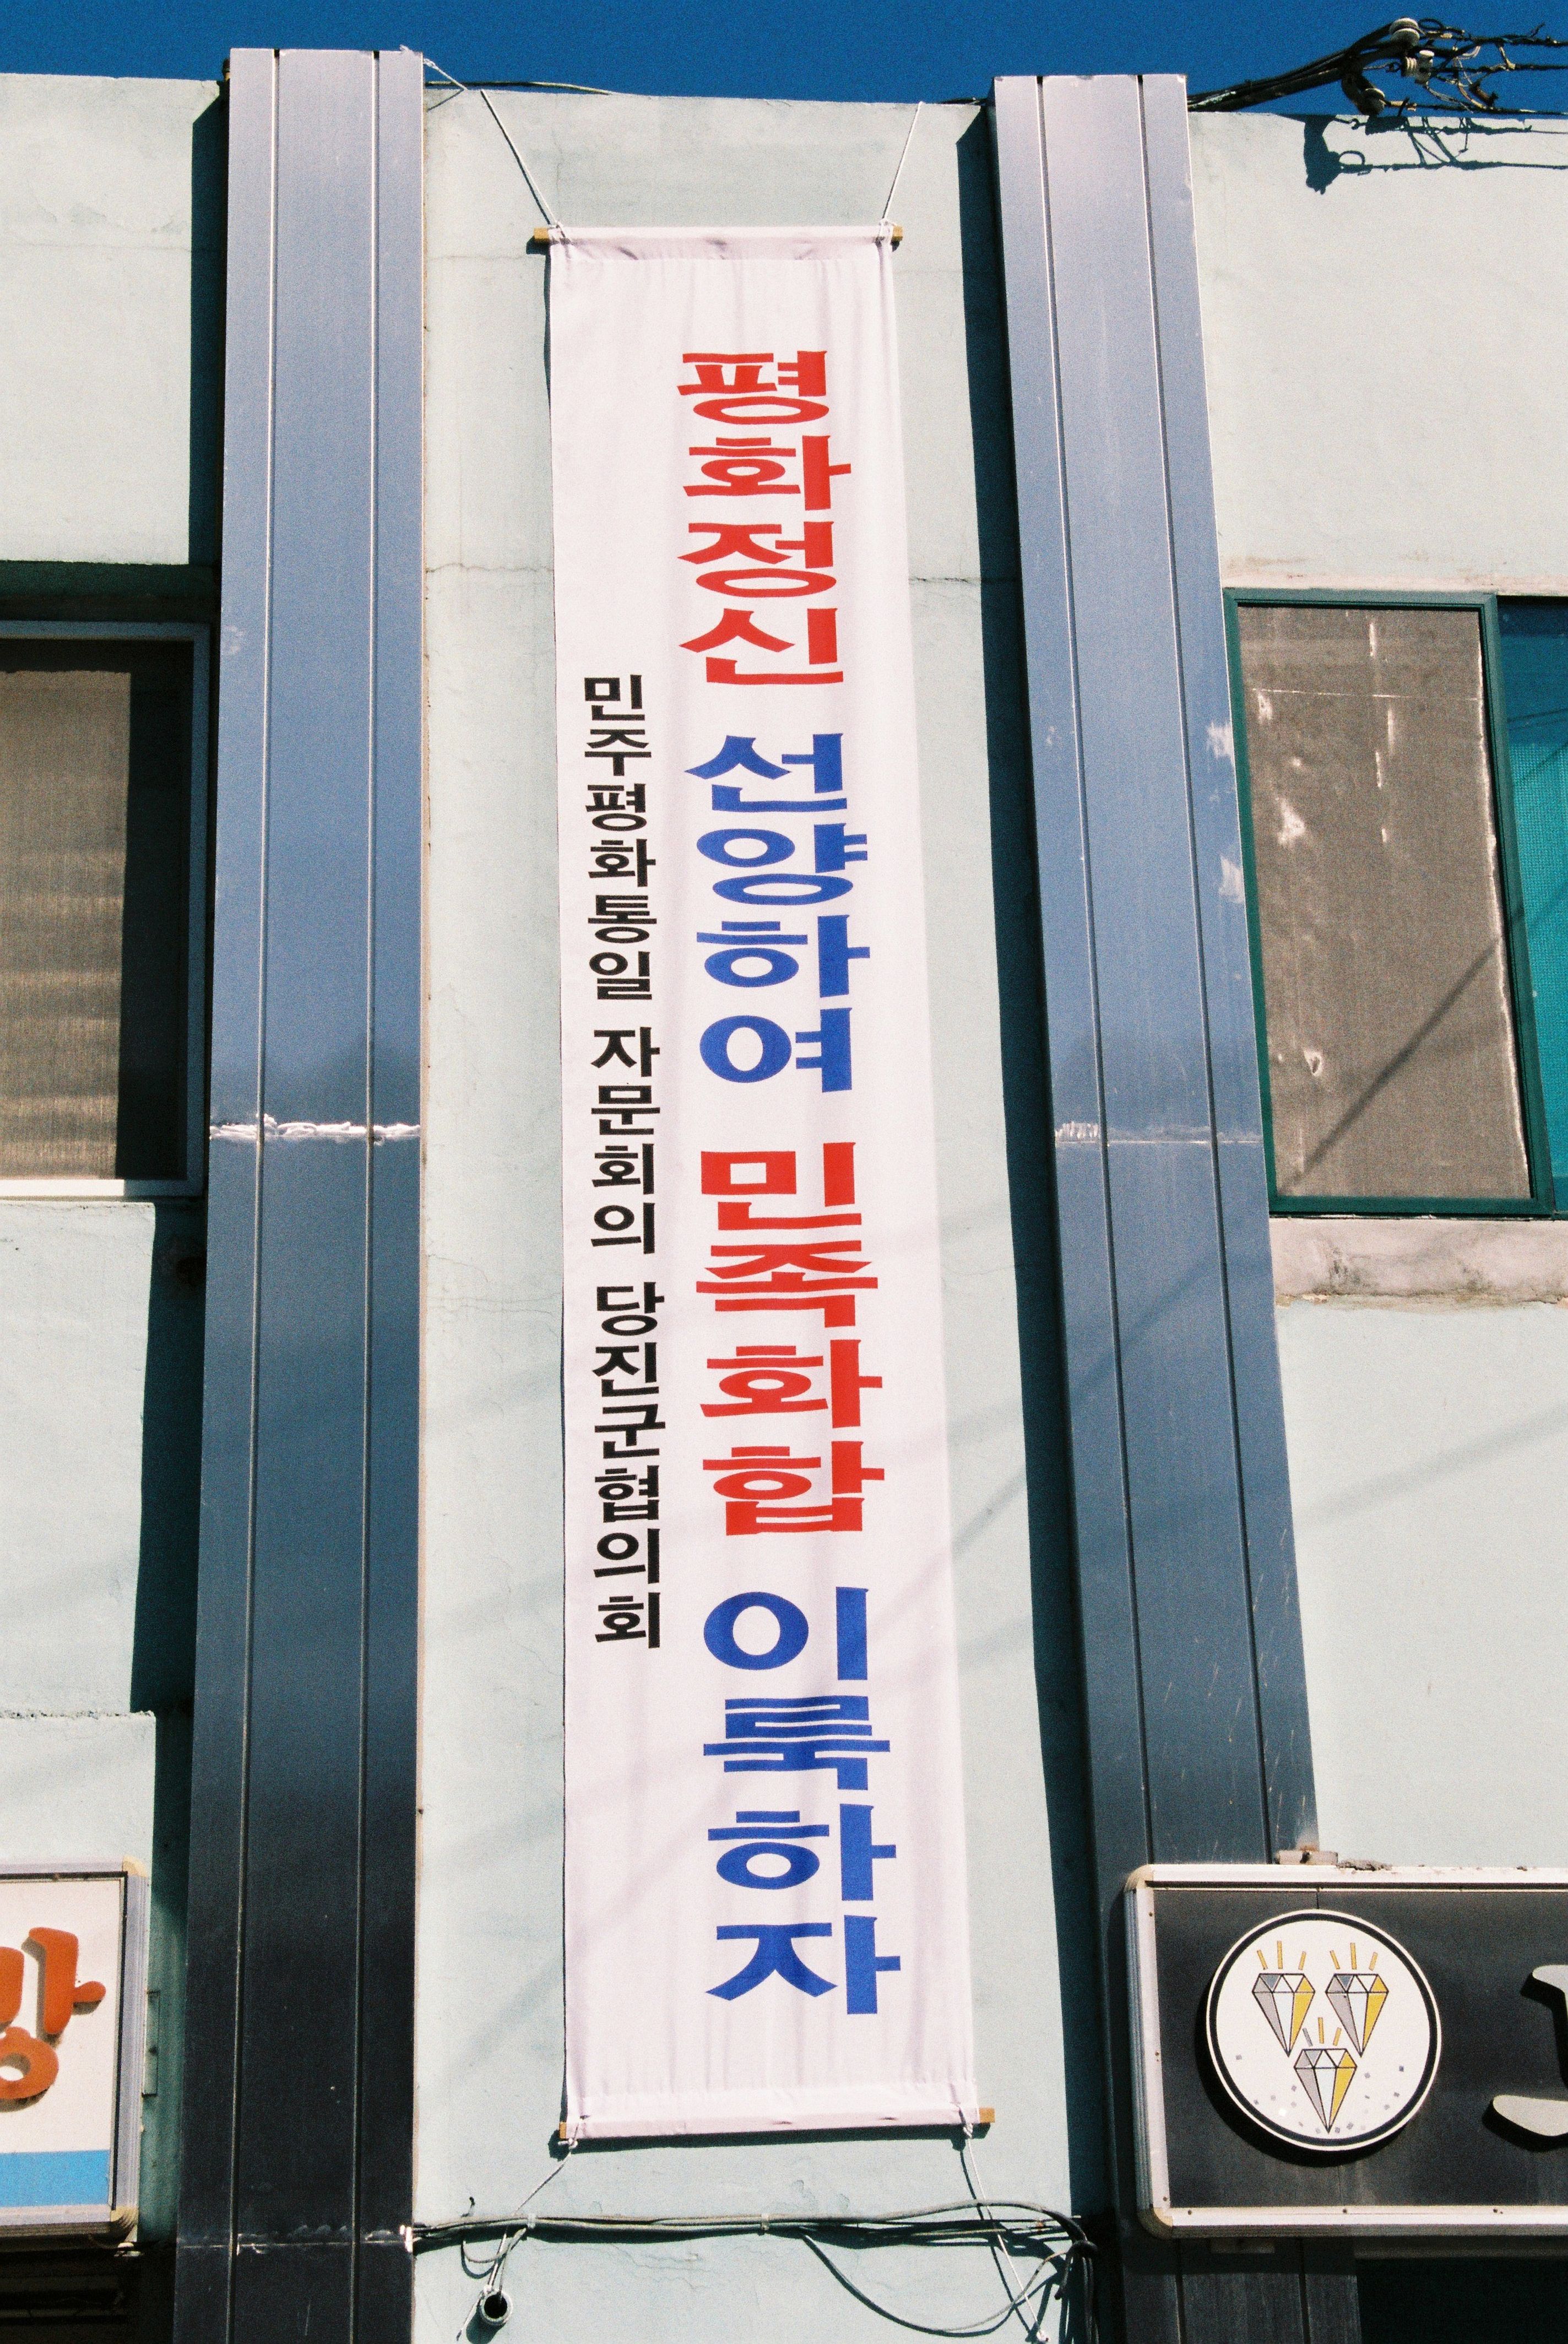 평화정신 선양하여 민족화합 이룩하자
민주평화통일 자문회의 당진군협의회
방